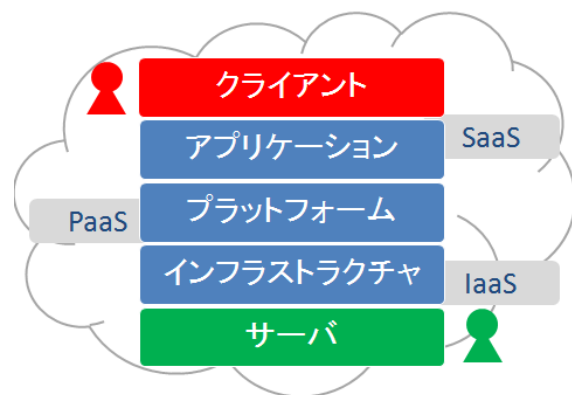 クライアント
アプリケーション
SaaS
プラットフォーム
PaaS
インフラストラクチャ
IaaS
サーバ